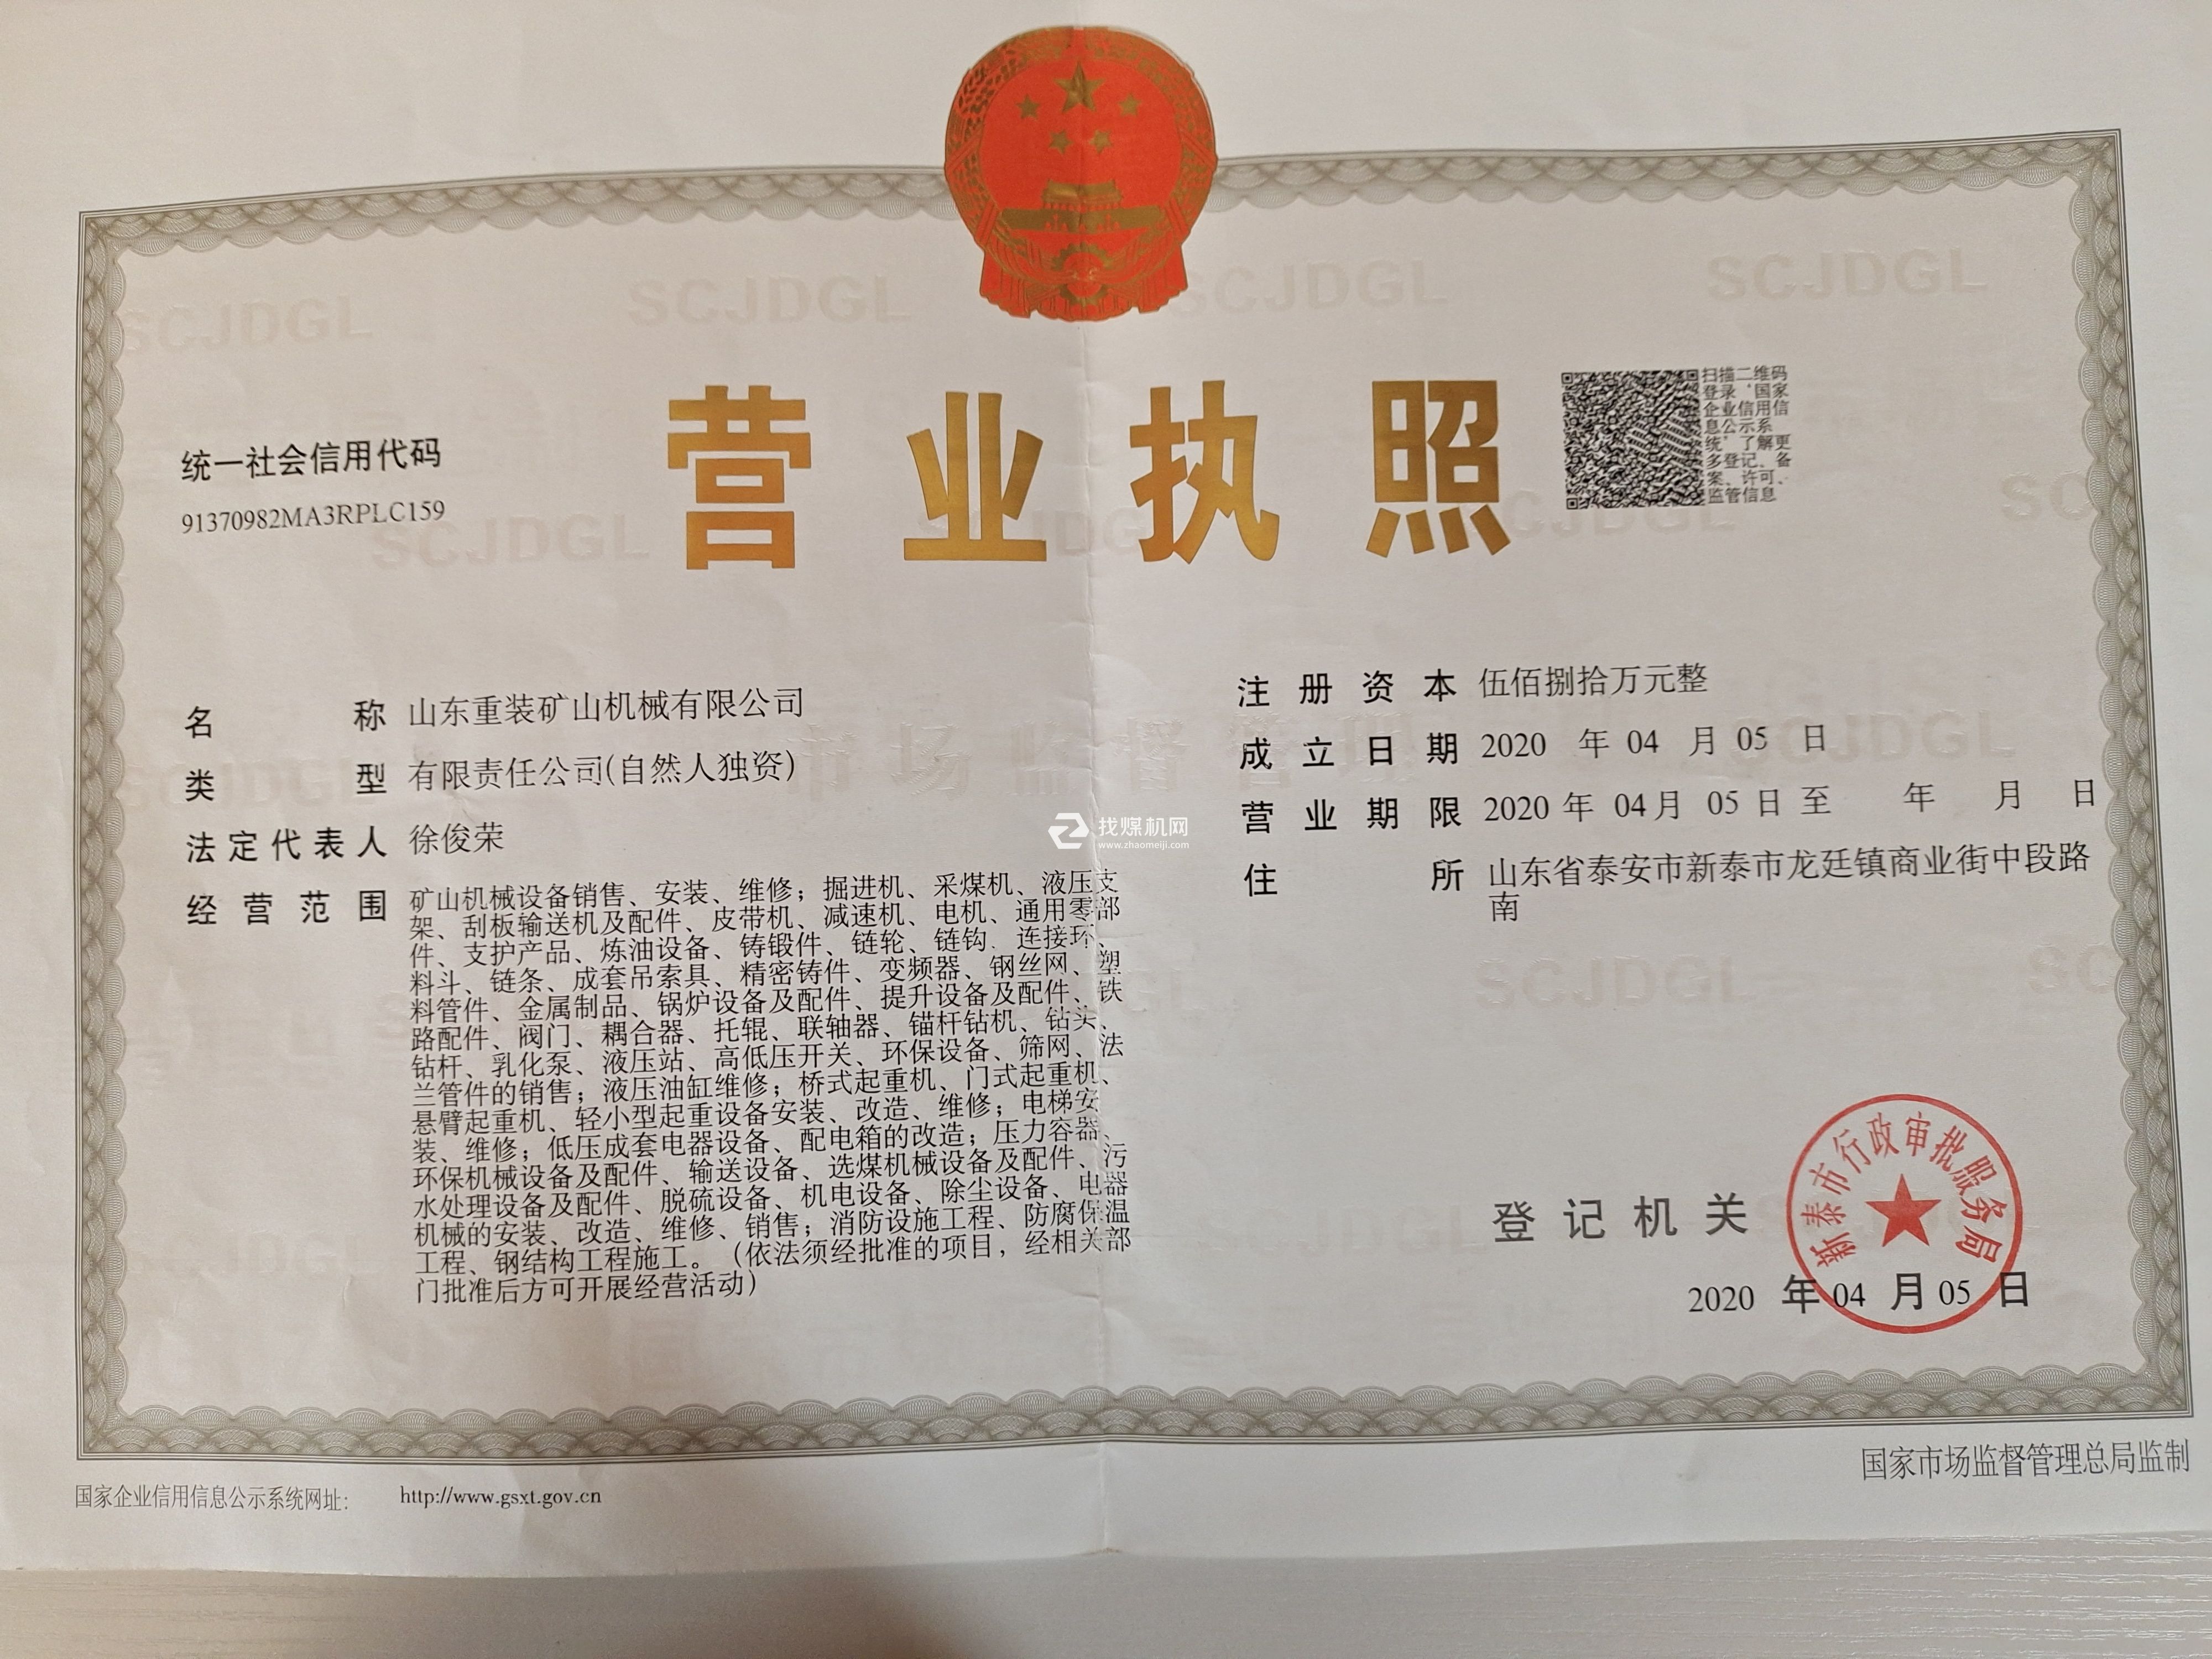 营业执照
扫描二维码
登录‘国家
企业信用信
息公示系
统’了解更
多登记、备
案、许可、
监管信息
统一社会信用代码
91370982MA3RPLC159
名称 山东重装矿山机械有限公司
类型 有限责任公司(自然人独资)
法定代表人 徐俊荣
经营范围 矿山机械设备销售、安装、维修；掘进机、采煤机、液压支
架、刮板输送机及配件、皮带机、减速机、电机、通用零部
件、支护产品、炼油设备、铸锻件、链轮、链钩、连接环、
料斗、链条、成套吊索具、精密铸件、变频器、钢丝网、塑
料管件、金属制品、锅炉设备及配件、提升设备及配件、铁
路配件、阀门、耦合器、托辊、联轴器、锚杆钻机、钻头、
钻杆、乳化泵、液压站、高低压开关、环保设备、筛网、法
兰管件的销售；液压油缸维修；桥式起重机、门式起重机、
悬臂起重机、轻小型起重设备安装、改造、维修；电梯安
装、维修；低压成套电器设备、配电箱的改造；压力容器、
环保机械设备及配件、输送设备、选煤机械设备及配件、污
水处理设备及配件、脱硫设备、机电设备、除尘设备、电器
机械的安装、改造、维修、销售；消防设施工程、防腐保温
工程、钢结构工程施工。（依法须经批准的项目，经相关部
门批准后方可开展经营活动）
注册资本 伍佰捌拾万元整
成立日期 2020 年 04 月 05 日
营业期限 2020 年 04 月 05 日 至 年 月 日
住所 山东省泰安市新泰市龙廷镇商业街中段路
南
找煤机网
www.zhaomeiji.com
登记机关
新泰市行政审批服务局
2020 年 04 月 05 日
国家企业信用信息公示系统网址： http://www.gsxt.gov.cn
国家市场监督管理总局监制
SCJDGL
SCJDGL
SCJDGL
SCJDGL
SCJDGL
市场监督管理